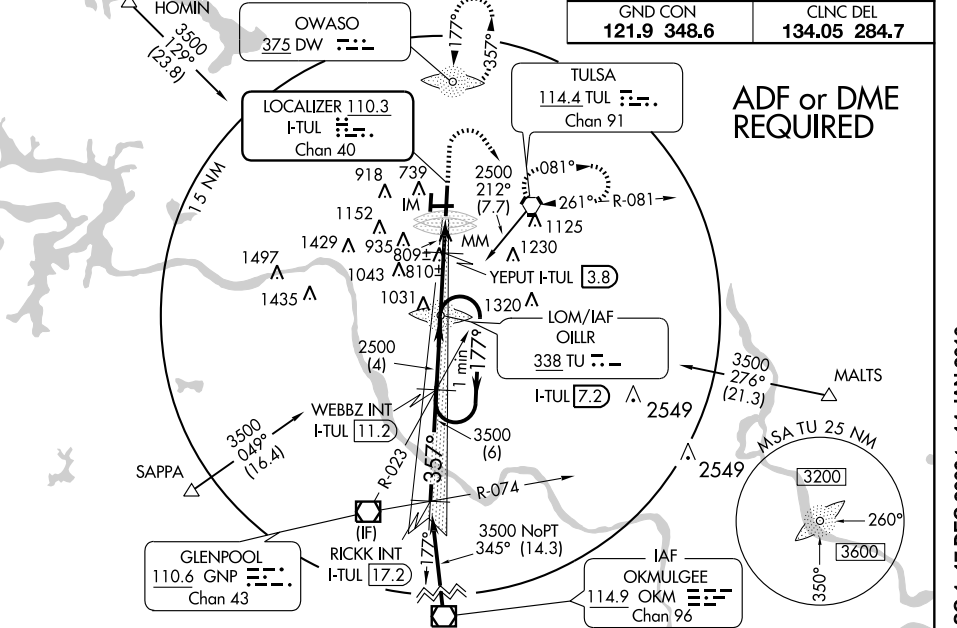 HOMIN
3500
129°
(23.8)
OWASO
375 DW
177°
357°
GND CON
121.9 348.6
CLNC DEL
134.05 284.7
ADF or DME
REQUIRED
LOCALIZER 110.3
I-TUL
Chan 40
TULSA
114.4 TUL
Chan 91
15 NM
918
739
IM
2500
212°
(7.7)
081°
261°
R-081
1125
1152
1429
935
809±
MM
1230
1497
1043
810±
YEPUT I-TUL 3.8
1435
1031
1320
LOM/IAF
OILLR
338 TU
I-TUL 7.2
2500
(4)
1 min
177°
3500
276°
(21.3)
MALTS
2549
WEBBZ INT
I-TUL 11.2
3500
(6)
3500
049°
(16.4)
SAPPA
R-023
357°
R-074
2549
MSA TU 25 NM
3200
260°
3600
350°
(IF)
RICKK INT
I-TUL 17.2
177°
3500 NoPT
345° (14.3)
GLENPOOL
110.6 GNP
Chan 43
IAF
OKMULGEE
114.9 OKM
Chan 96